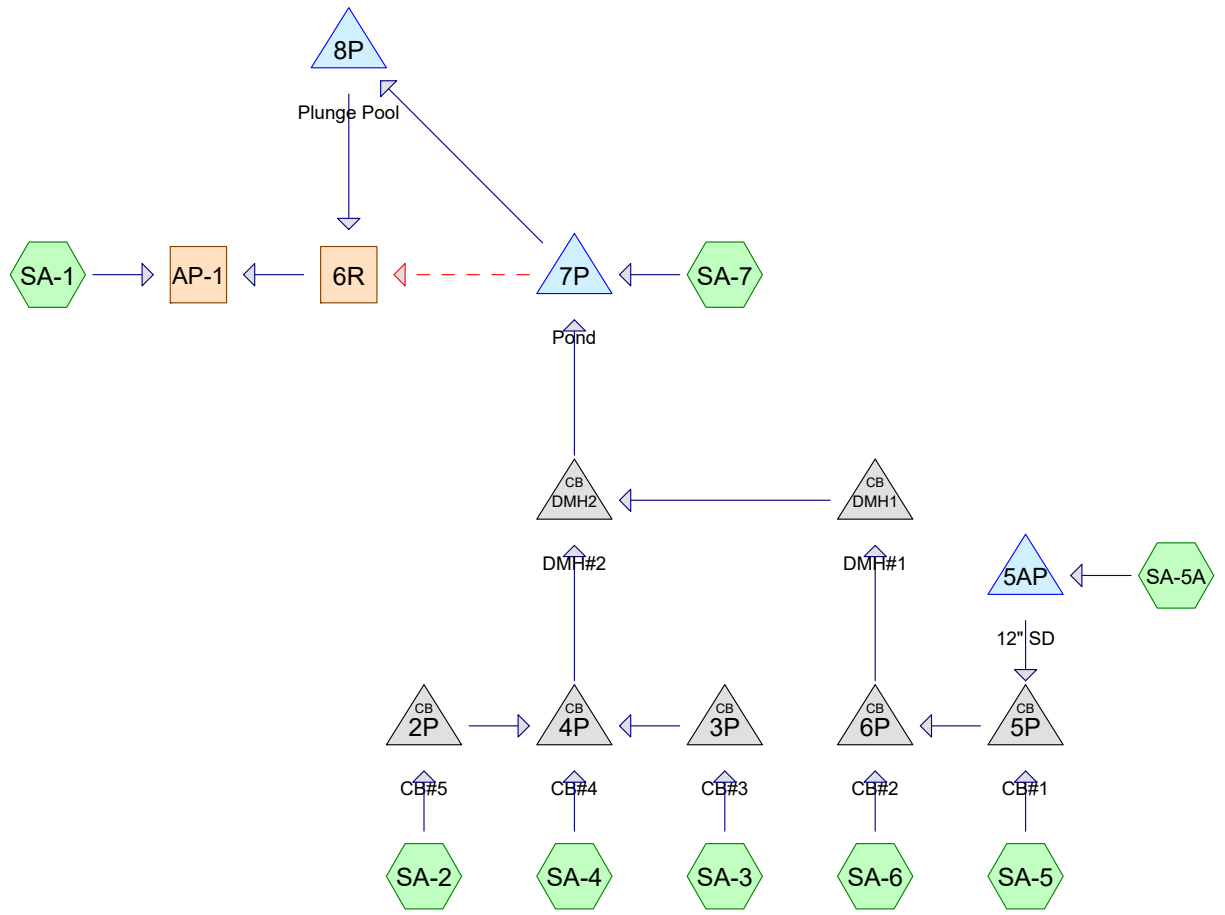 8P
Plunge Pool
SA-1
AP-1
6R
7P
SA-7
Pond
CB
DMH2
CB
DMH1
DMH#2
DMH#1
5AP
SA-5A
12" SD
CB
2P
CB
4P
CB
3P
CB
6P
CB
5P
CB#5
CB#4
CB#3
CB#2
CB#1
SA-2
SA-4
SA-3
SA-6
SA-5